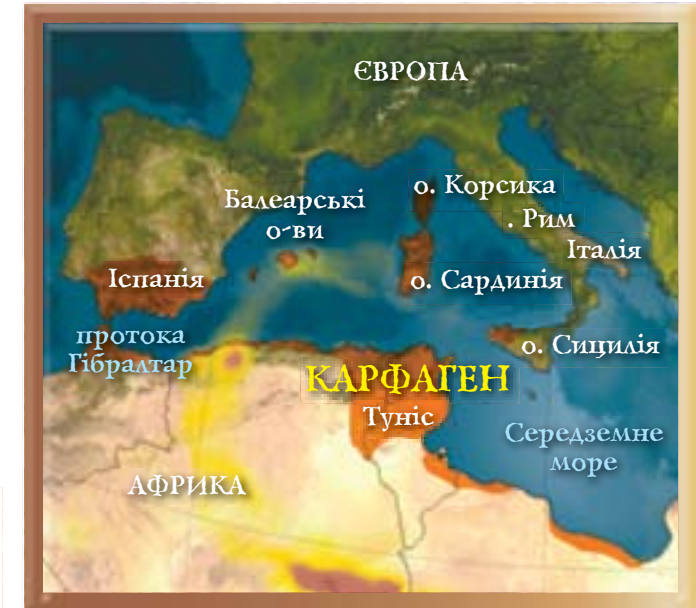 ЄВРОПА
Балеарські
о-ви
о. Корсика
. Рим
Італія
Іспанія
о. Сардинія
протока
Гібралтар
о. Сицилія
КАРФАГЕН
Туніс
Середземне
море
АФРИКА